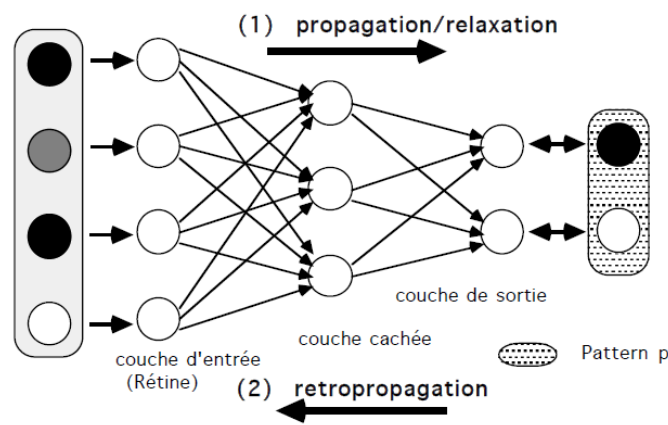 (1) propagation/relaxation
couche de sortie
couche cachée
couche d'entrée
(Rétine)
Pattern p
(2) retropropagation